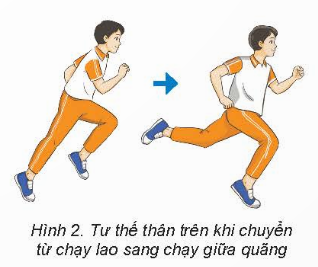 Hình 2. Tư thế thân trên khi chuyển
từ chạy lao sang chạy giữa quãng